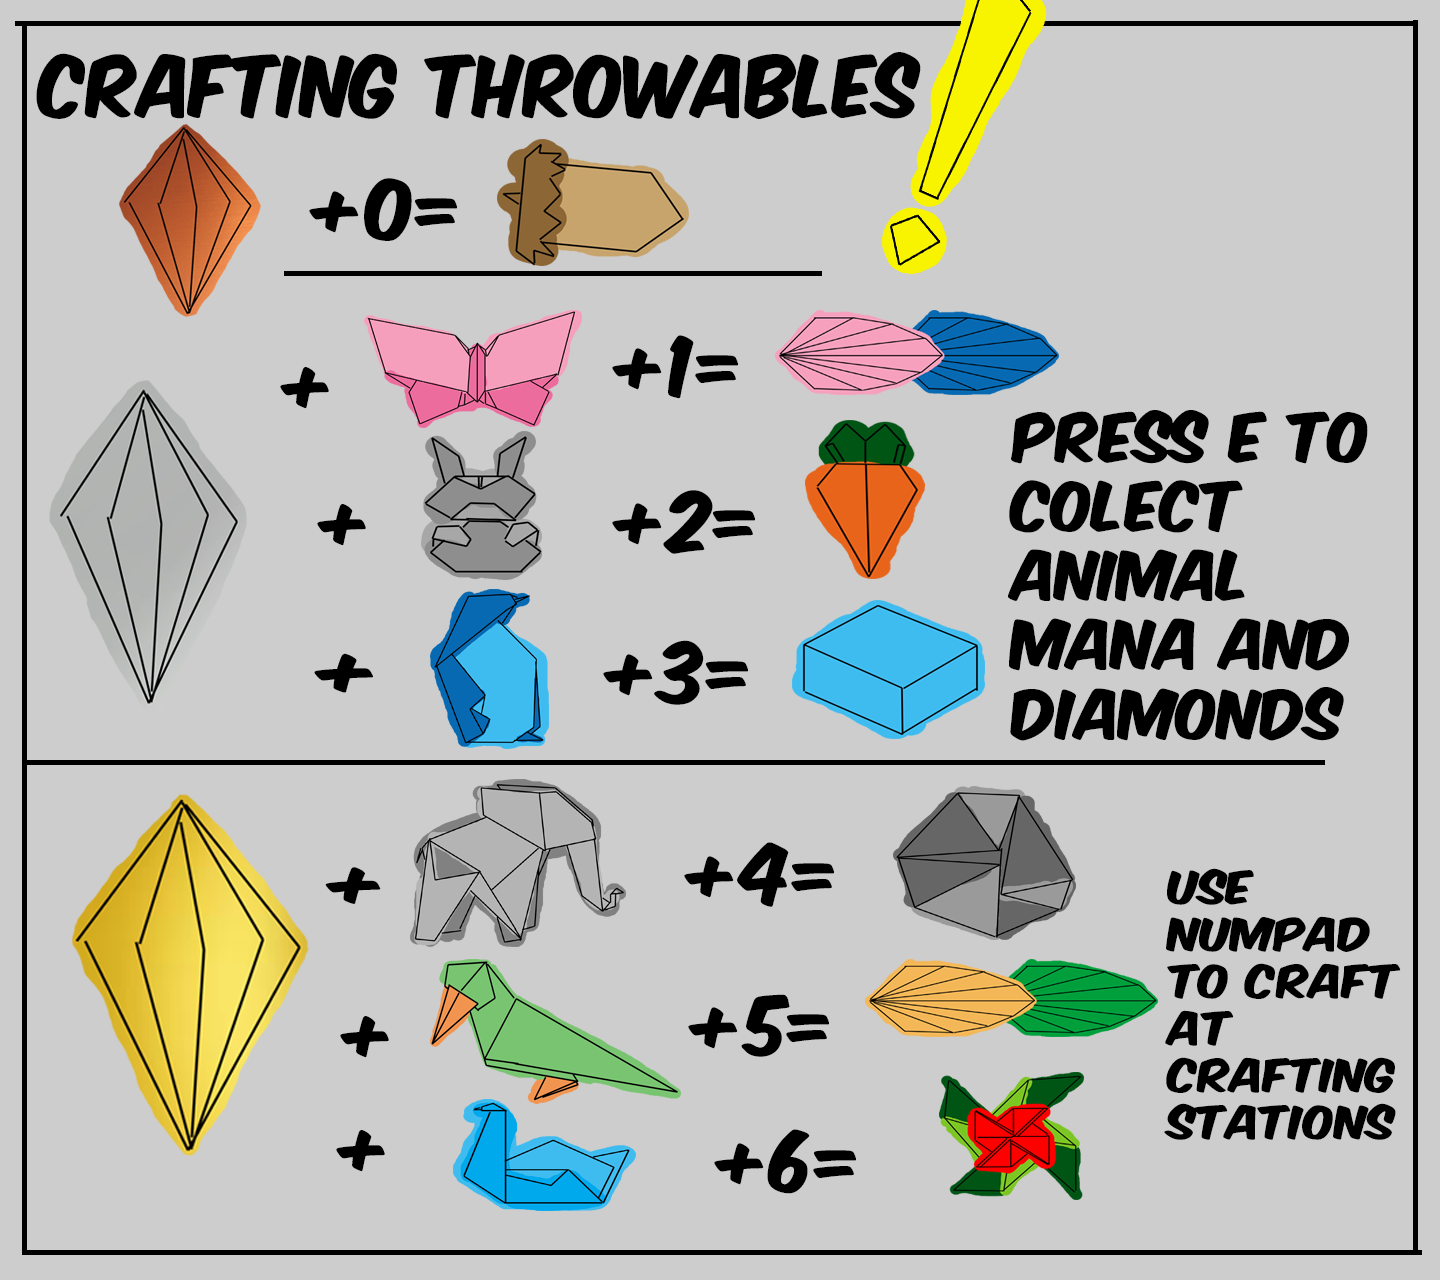 CRAFTING THROWABLES!
+0=
+ +1=
+ +2=
+ +3=
PRESS E TO
COLECT
ANIMAL
MANA AND
DIAMONDS
+ +4=
+ +5=
+ +6=
USE
NUMPAD
TO CRAFT
AT
CRAFTING
STATIONS